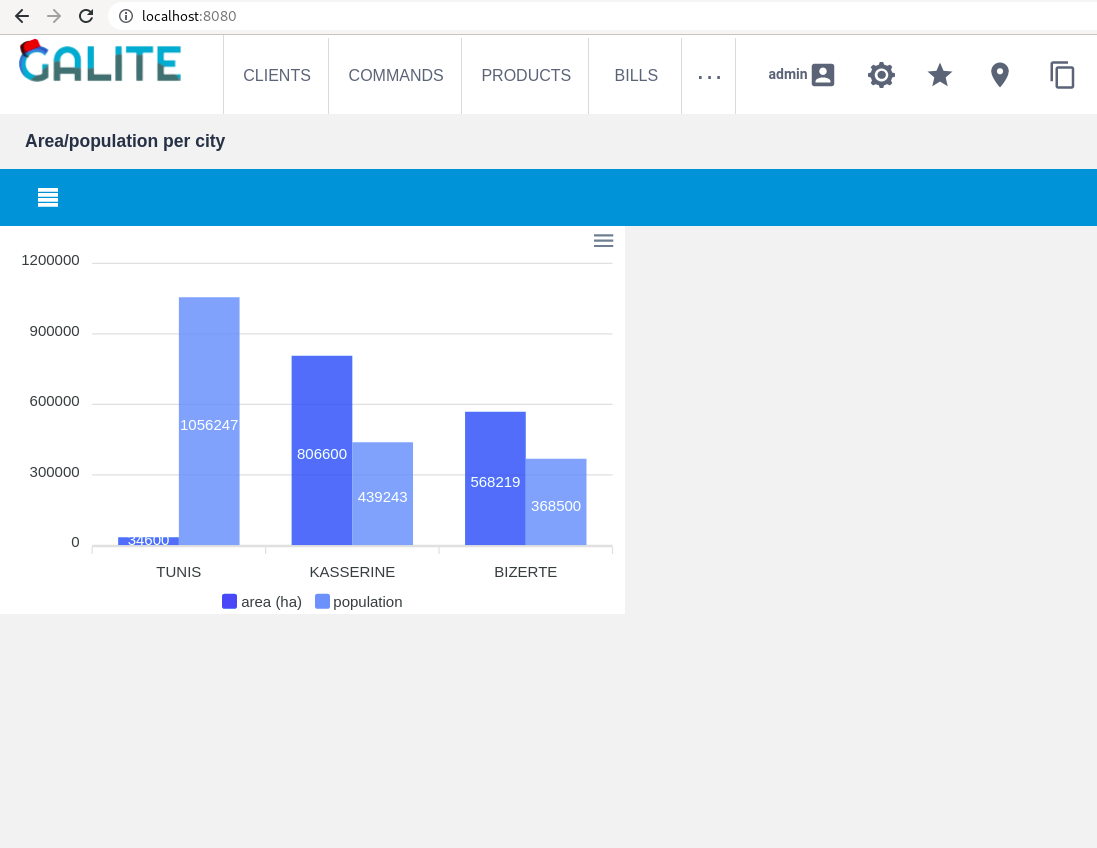 localhost:8080
GALITE
CLIENTS COMMANDS PRODUCTS BILLS ... admin
Area/population per city
1200000
900000
600000
300000
0
1056247
806600
439243
568219
368500
34600
TUNIS KASSERINE BIZERTE
area (ha) population